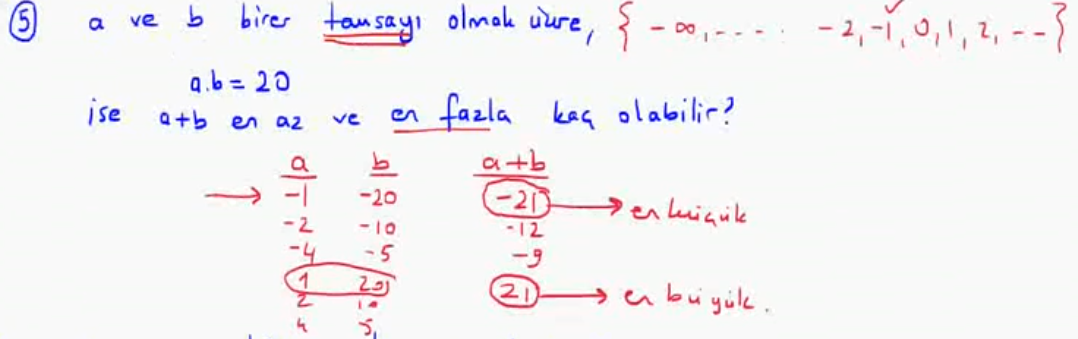 5 a ve b birer tamsayı olmak üzre, { -∞, - - - . . - 2, -1, 0, 1, 2, - - }
a.b = 20
ise a+b en az ve en fazla kaç olabilir?
a b a+b
→ -1 -20 -21 → en küçük
-2 -10 -12
-4 -5 -9
1 20 21 → en büyük.
2 10
4 5